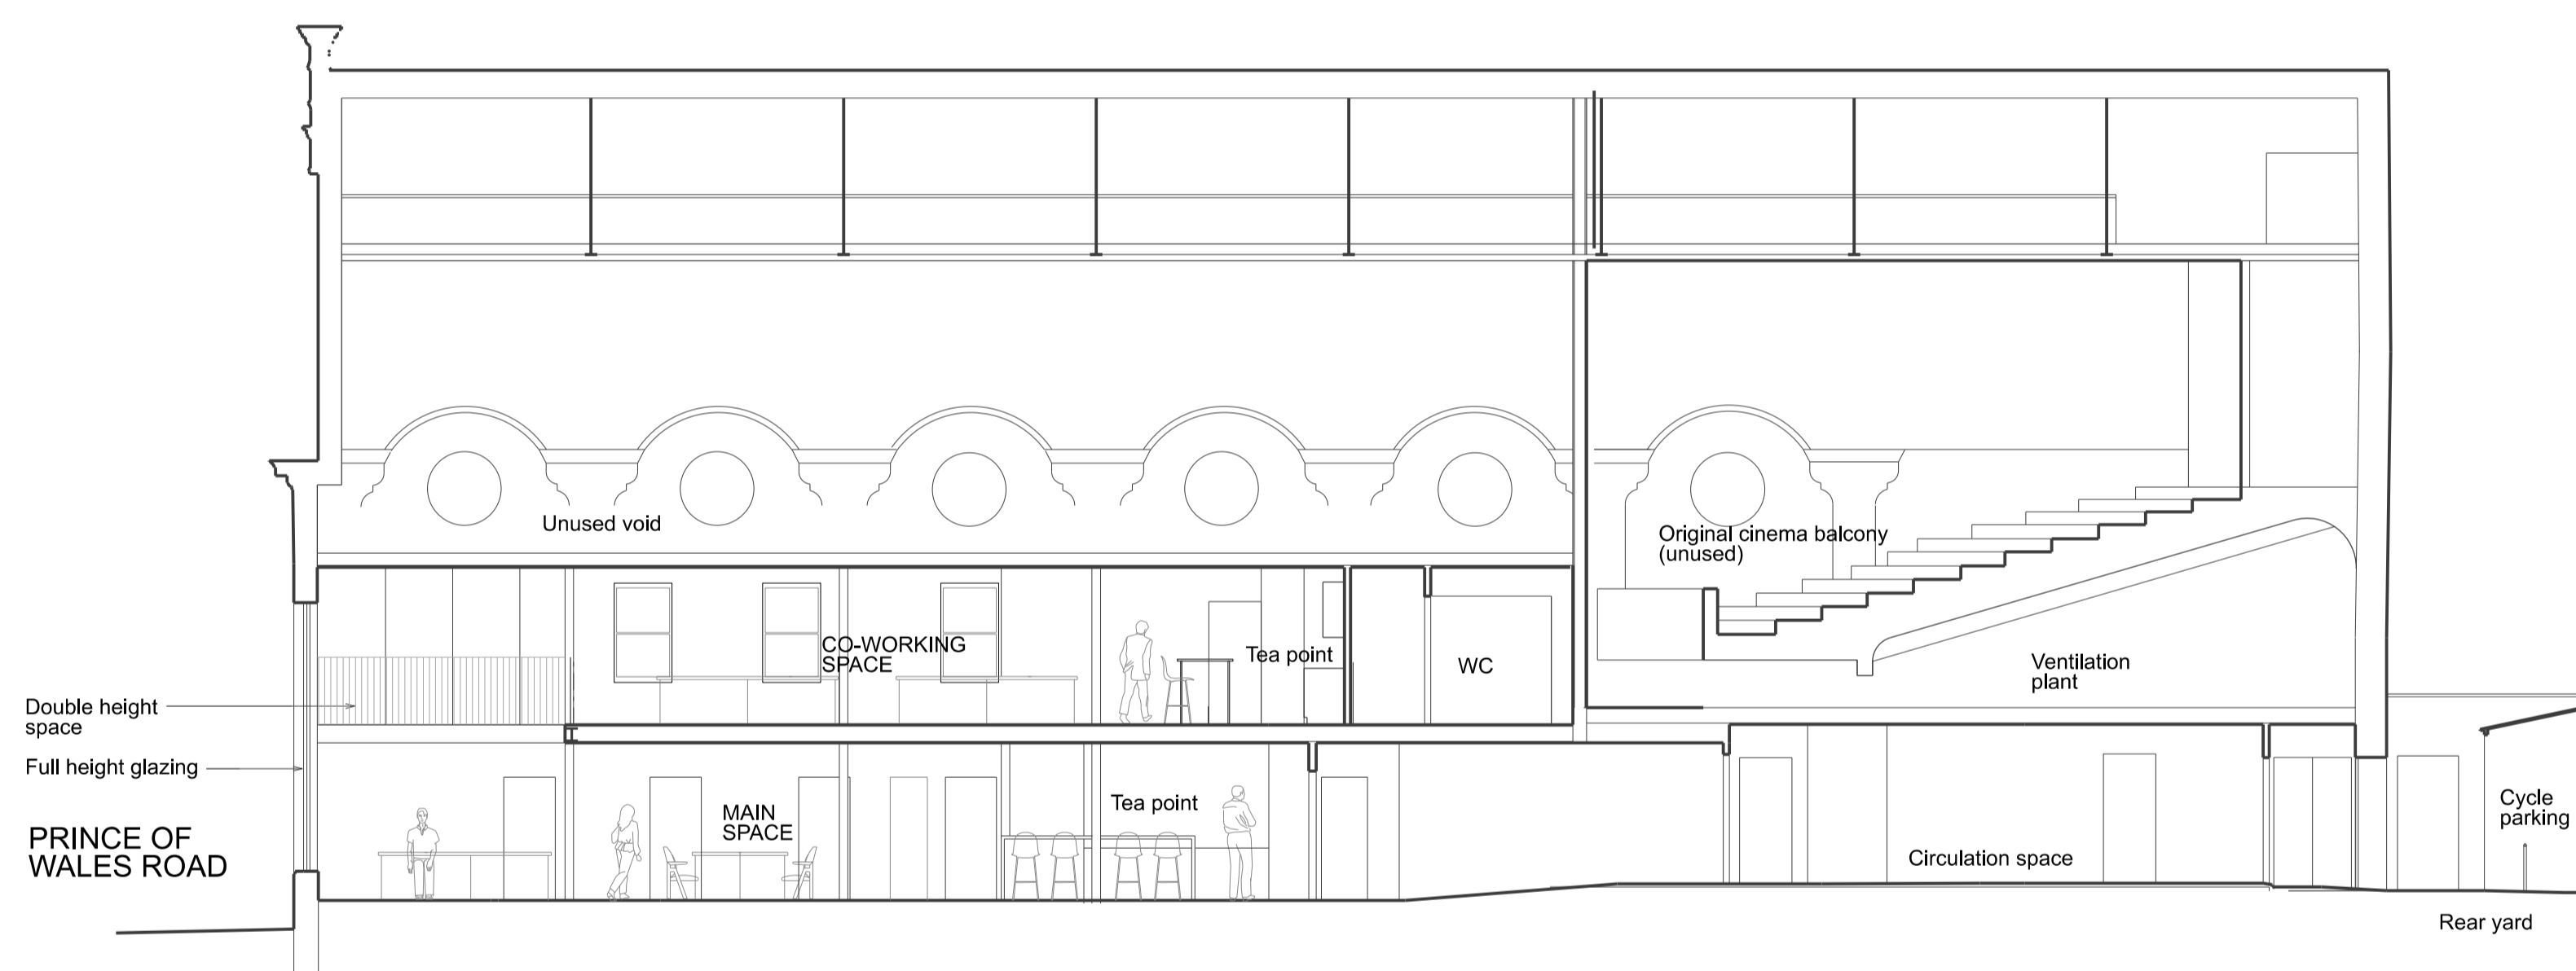 Unused void
Original cinema balcony
(unused)
CO-WORKING
SPACE
Tea point
WC
Ventilation
plant
Double height
space
Full height glazing
PRINCE OF
WALES ROAD
MAIN
SPACE
Tea point
Circulation space
Cycle
parking
Rear yard